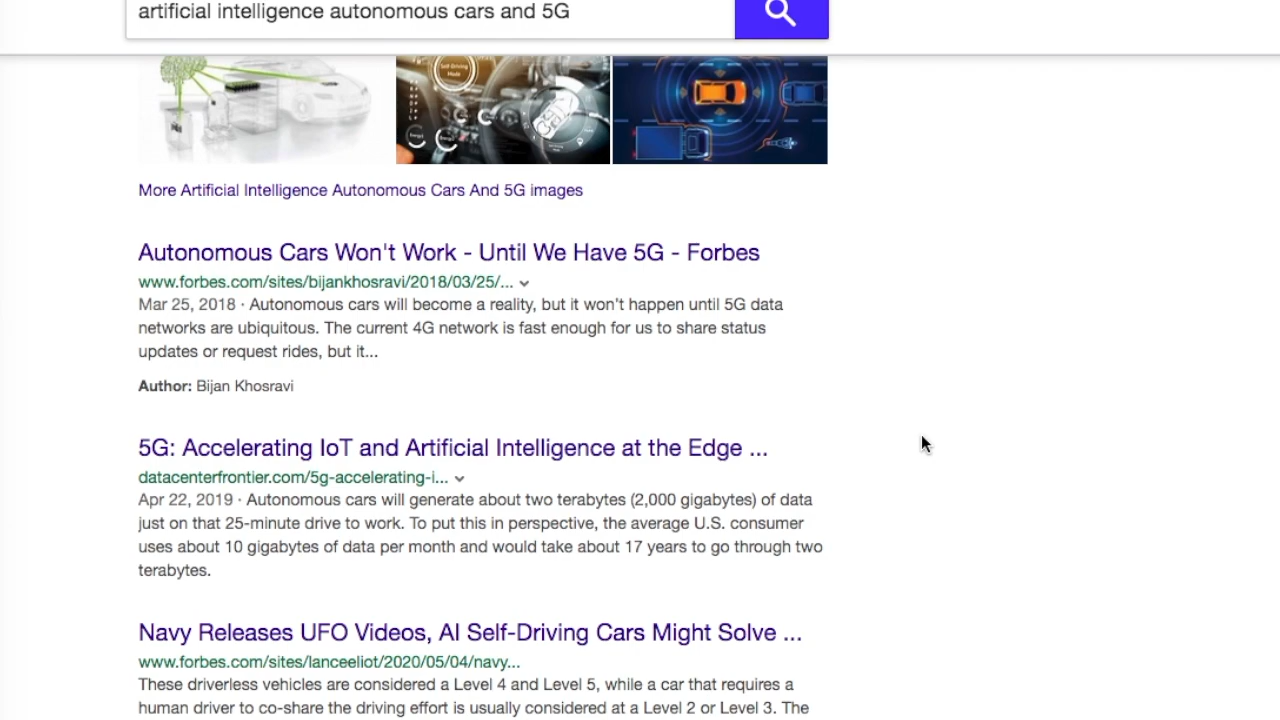 artificial intelligence autonomous cars and 5G
Self Driving
Mode
More Artificial Intelligence Autonomous Cars And 5G images
Autonomous Cars Won't Work - Until We Have 5G - Forbes
www.forbes.com/sites/bijankhosravi/2018/03/25/...
Mar 25, 2018 · Autonomous cars will become a reality, but it won't happen until 5G data
networks are ubiquitous. The current 4G network is fast enough for us to share status
updates or request rides, but it...
Author: Bijan Khosravi
5G: Accelerating IoT and Artificial Intelligence at the Edge ...
datacenterfrontier.com/5g-accelerating-i...
Apr 22, 2019 · Autonomous cars will generate about two terabytes (2,000 gigabytes) of data
just on that 25-minute drive to work. To put this in perspective, the average U.S. consumer
uses about 10 gigabytes of data per month and would take about 17 years to go through two
terabytes.
Navy Releases UFO Videos, AI Self-Driving Cars Might Solve ...
www.forbes.com/sites/lanceeliot/2020/05/04/navy...
These driverless vehicles are considered a Level 4 and Level 5, while a car that requires a
human driver to co-share the driving effort is usually considered at a Level 2 or Level 3. The